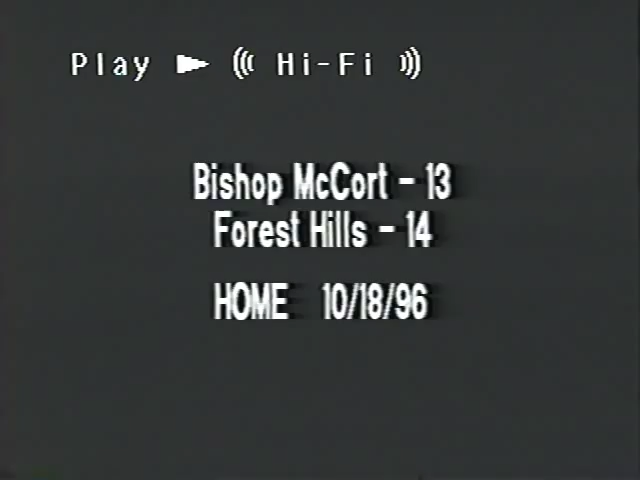 Play ► ((( Hi-Fi )))
Bishop McCort - 13
Forest Hills - 14
HOME 10/18/96